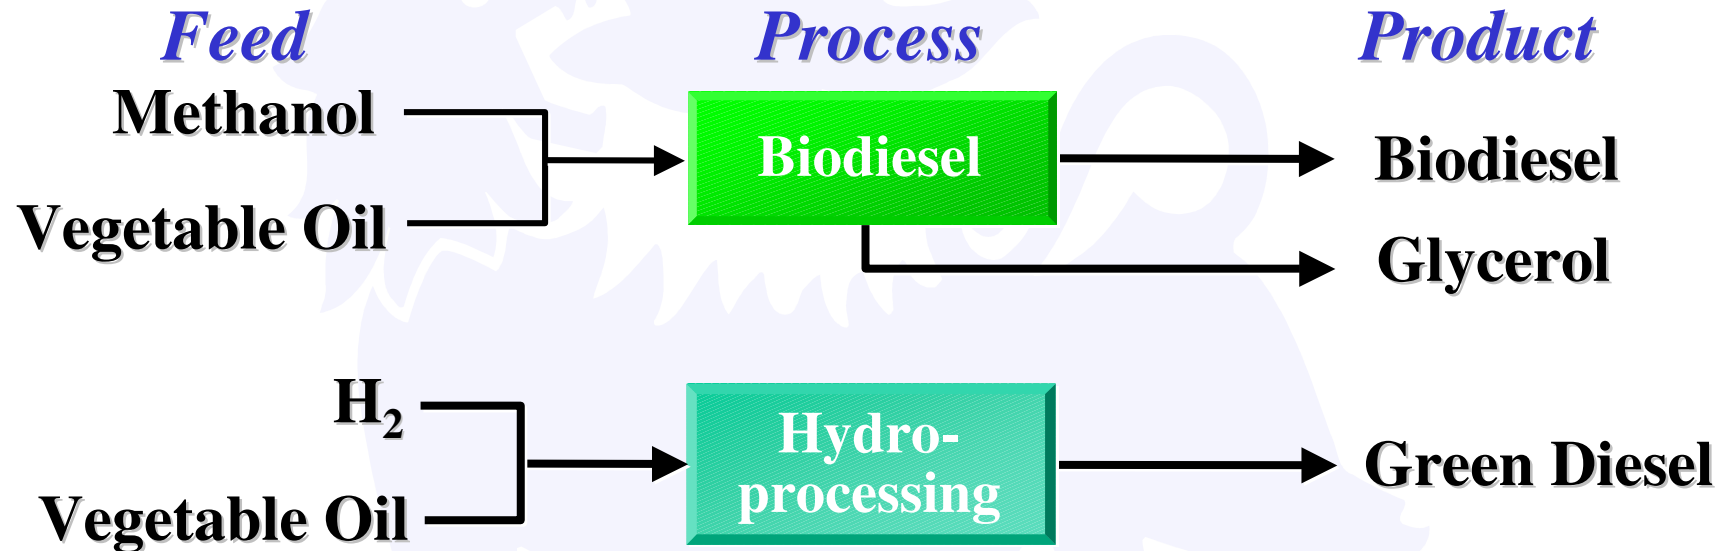 Feed Process Product
Methanol
Biodiesel
Biodiesel
Vegetable Oil
Glycerol
H₂
Hydro-
processing
Green Diesel
Vegetable Oil